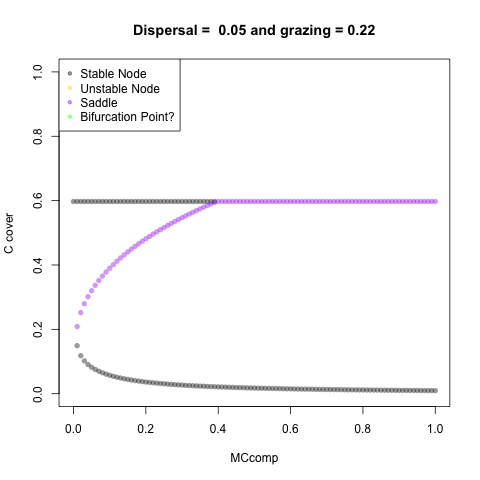 Dispersal =  0.05 and grazing = 0.22
Stable Node
Unstable Node
Saddle
Bifurcation Point?
1.0
0.8
0.6
0.4
0.2
0.0
C cover
0.0 0.2 0.4 0.6 0.8 1.0
MCcomp